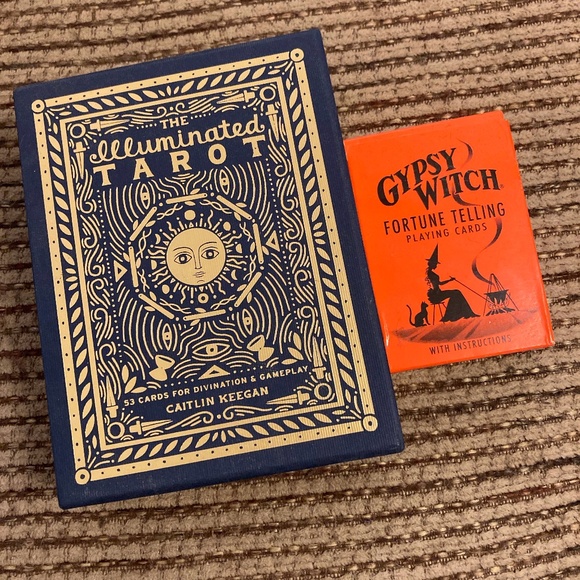 THE
Illuminated
TAROT
53 CARDS FOR DIVINATION & GAMEPLAY
CAITLIN KEEGAN
GYPSY
WITCH®
FORTUNE TELLING
PLAYING CARDS
WITH INSTRUCTIONS